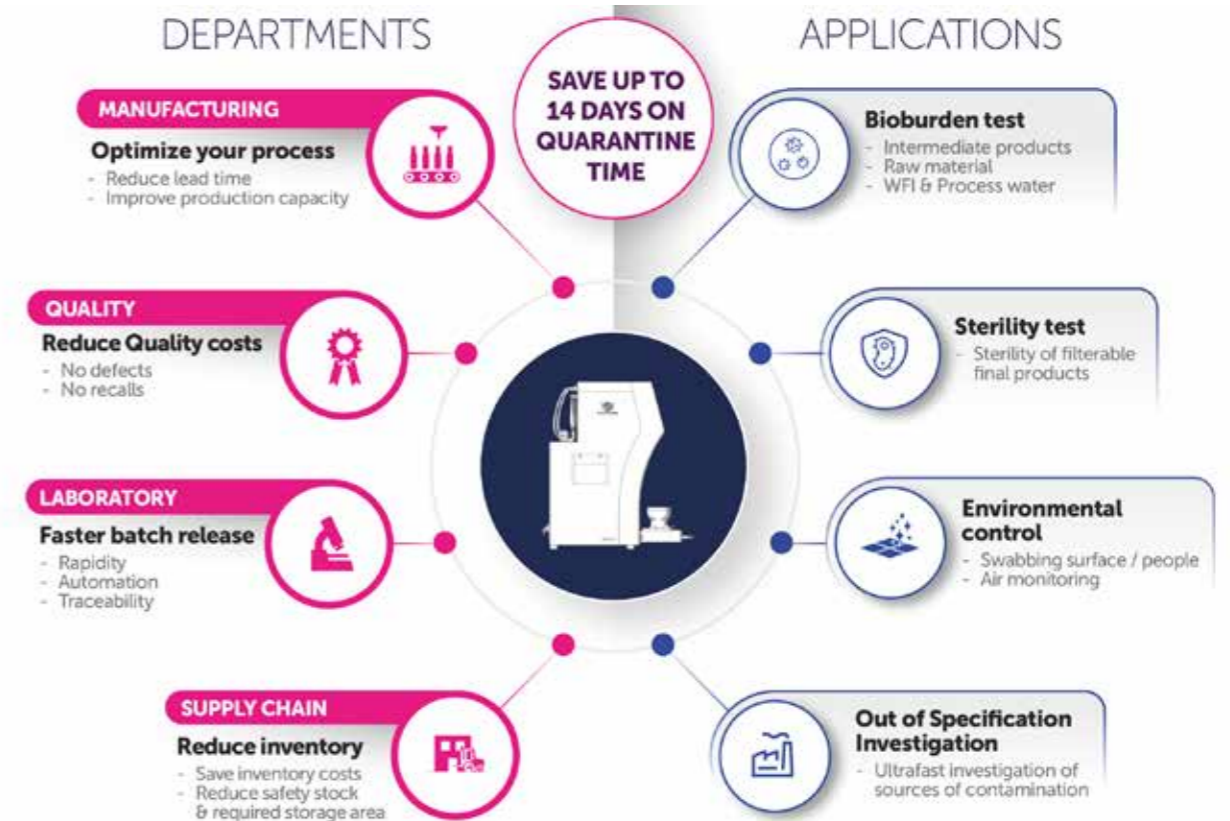 DEPARTMENTS
MANUFACTURING
Optimize your process
- Reduce lead time
- Improve production capacity
QUALITY
Reduce Quality costs
- No defects
- No recalls
LABORATORY
Faster batch release
- Rapidity
- Automation
- Traceability
SUPPLY CHAIN
Reduce inventory
- Save inventory costs
- Reduce safety stock
& required storage area
SAVE UP TO
14 DAYS ON
QUARANTINE
TIME
APPLICATIONS
Bioburden test
- Intermediate products
- Raw material
- WFI & Process water
Sterility test
- Sterility of filterable
final products
Environmental
control
- Swabbing surface / people
- Air monitoring
Out of Specification
Investigation
- Ultrafast investigation of
sources of contamination